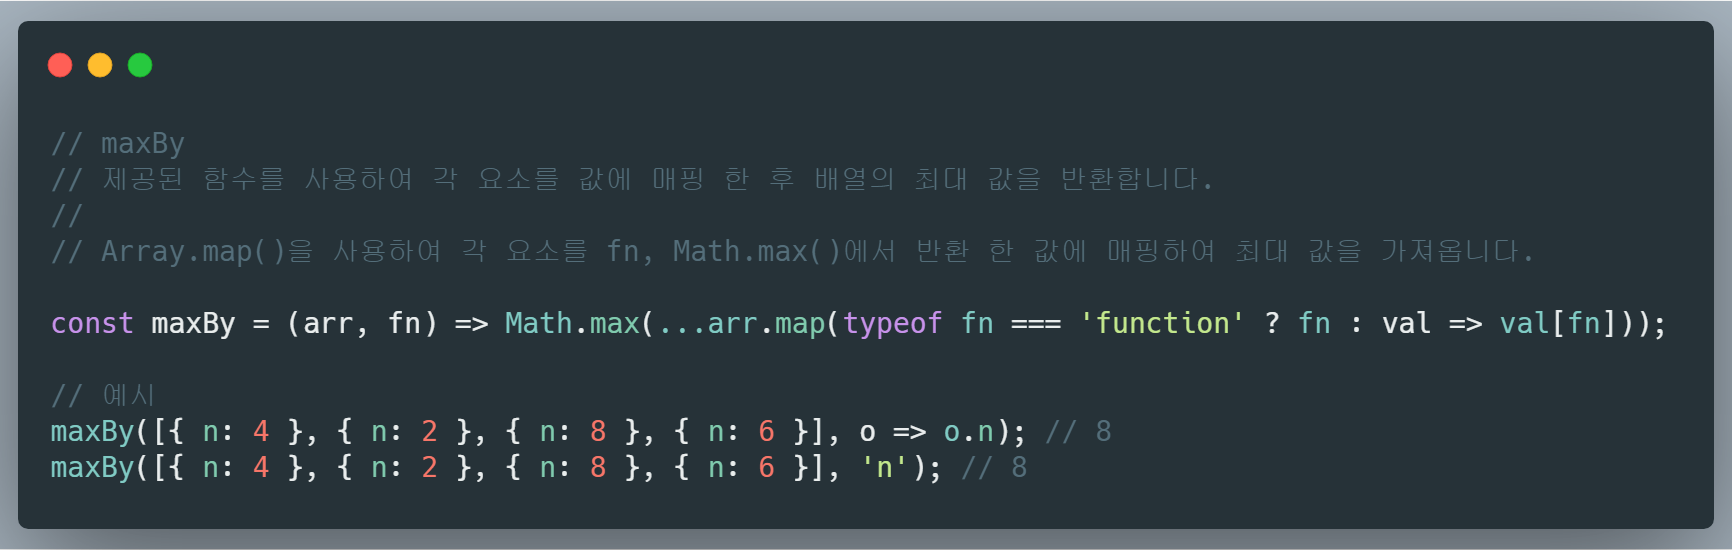 // maxBy
// 제공된 함수를 사용하여 각 요소를 값에 매핑 한 후 배열의 최대 값을 반환합니다.
//
// Array.map()을 사용하여 각 요소를 fn, Math.max()에서 반환 한 값에 매핑하여 최대 값을 가져옵니다.
const maxBy = (arr, fn) => Math.max(...arr.map(typeof fn === 'function' ? fn : val => val[fn]));
// 예시
maxBy([{ n: 4 }, { n: 2 }, { n: 8 }, { n: 6 }], o => o.n); // 8
maxBy([{ n: 4 }, { n: 2 }, { n: 8 }, { n: 6 }], 'n'); // 8